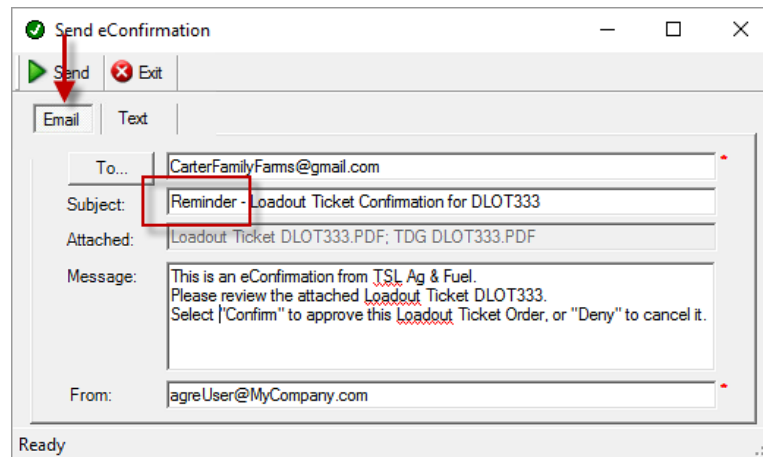 Send eConfirmation
Send Exit
Email Text
To... CarterFamilyFarms@gmail.com *
Subject: Reminder - Loadout Ticket Confirmation for DLOT333
Attached: Loadout Ticket DLOT333.PDF; TDG DLOT333.PDF
Message: This is an eConfirmation from TSL Ag & Fuel.
Please review the attached Loadout Ticket DLOT333.
Select "Confirm" to approve this Loadout Ticket Order, or "Deny" to cancel it.
From: agreUser@MyCompany.com *
Ready